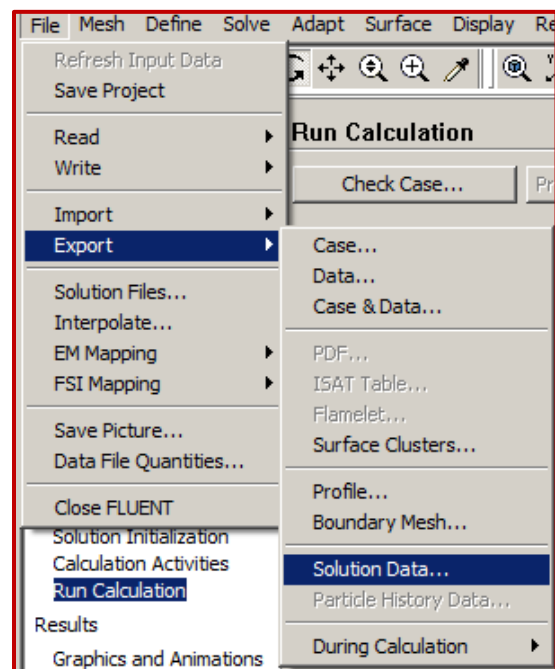 File Mesh Define Solve Adapt Surface Display Re
Refresh Input Data
Save Project
Read
Write
Import
Export
Solution Files...
Interpolate...
EM Mapping
FSI Mapping
Save Picture...
Data File Quantities...
Close FLUENT
Run Calculation
Check Case...
Pr
Case...
Data...
Case & Data...
PDF...
ISAT Table...
Flamelet...
Surface Clusters...
Profile...
Boundary Mesh...
Solution Data...
Particle History Data...
During Calculation
Solution Initialization
Calculation Activities
Run Calculation
Results
Graphics and Animations